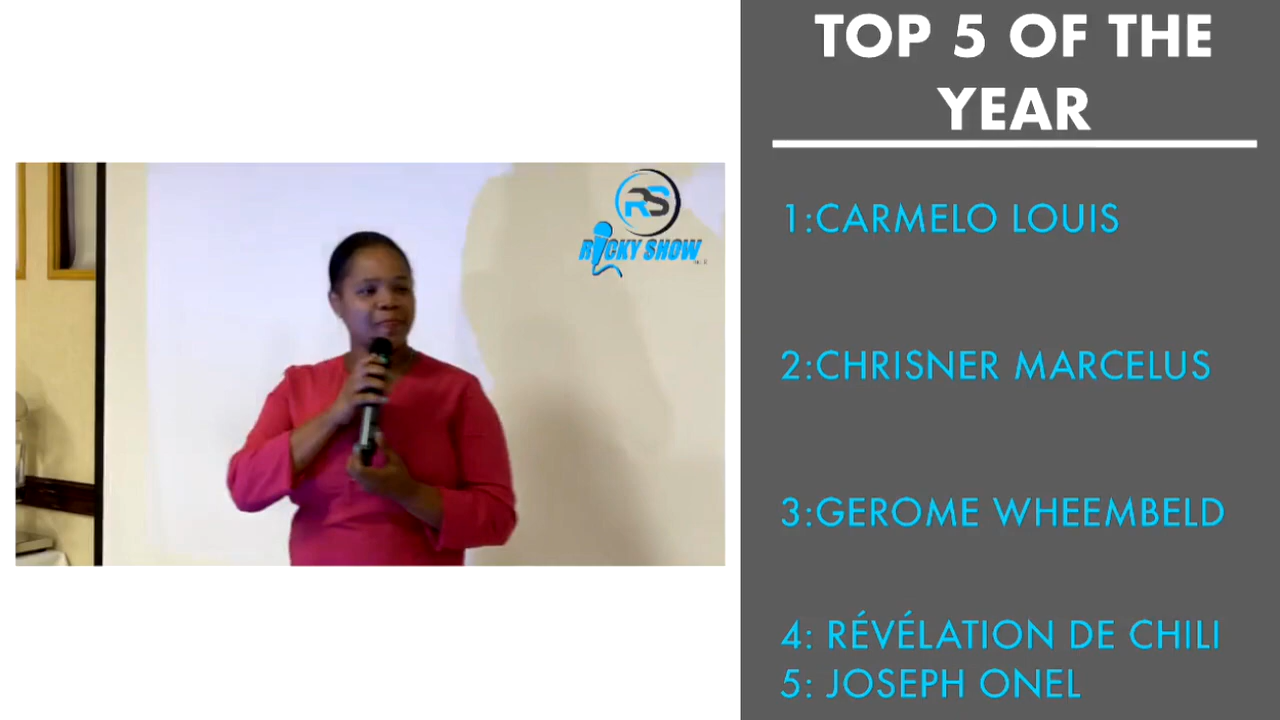 RS
RICKY SHOW
TOP 5 OF THE
YEAR
1:CARMELO LOUIS
2:CHRISNER MARCELUS
3:GEROME WHEEMBELD
4: RÉVÉLATION DE CHILI
5: JOSEPH ONEL